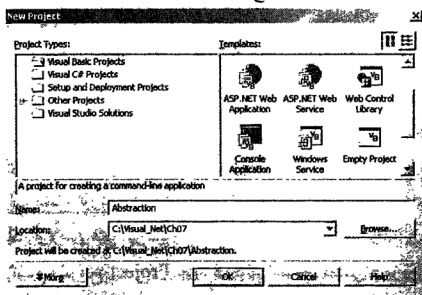 New Project
Project Types:
Templates:
Visual Basic Projects
Visual C# Projects
Setup and Deployment Projects
Other Projects
Visual Studio Solutions
ASP.NET Web Application
ASP.NET Web Service
Web Control Library
Console Application
Windows Service
Empty Project
A project for creating a command-line application
Name:
Abstraction
Location:
C:\Visual_Net\Ch07
Browse...
Project will be created at C:\Visual_Net\Ch07\Abstraction.
More
OK
Cancel
Help